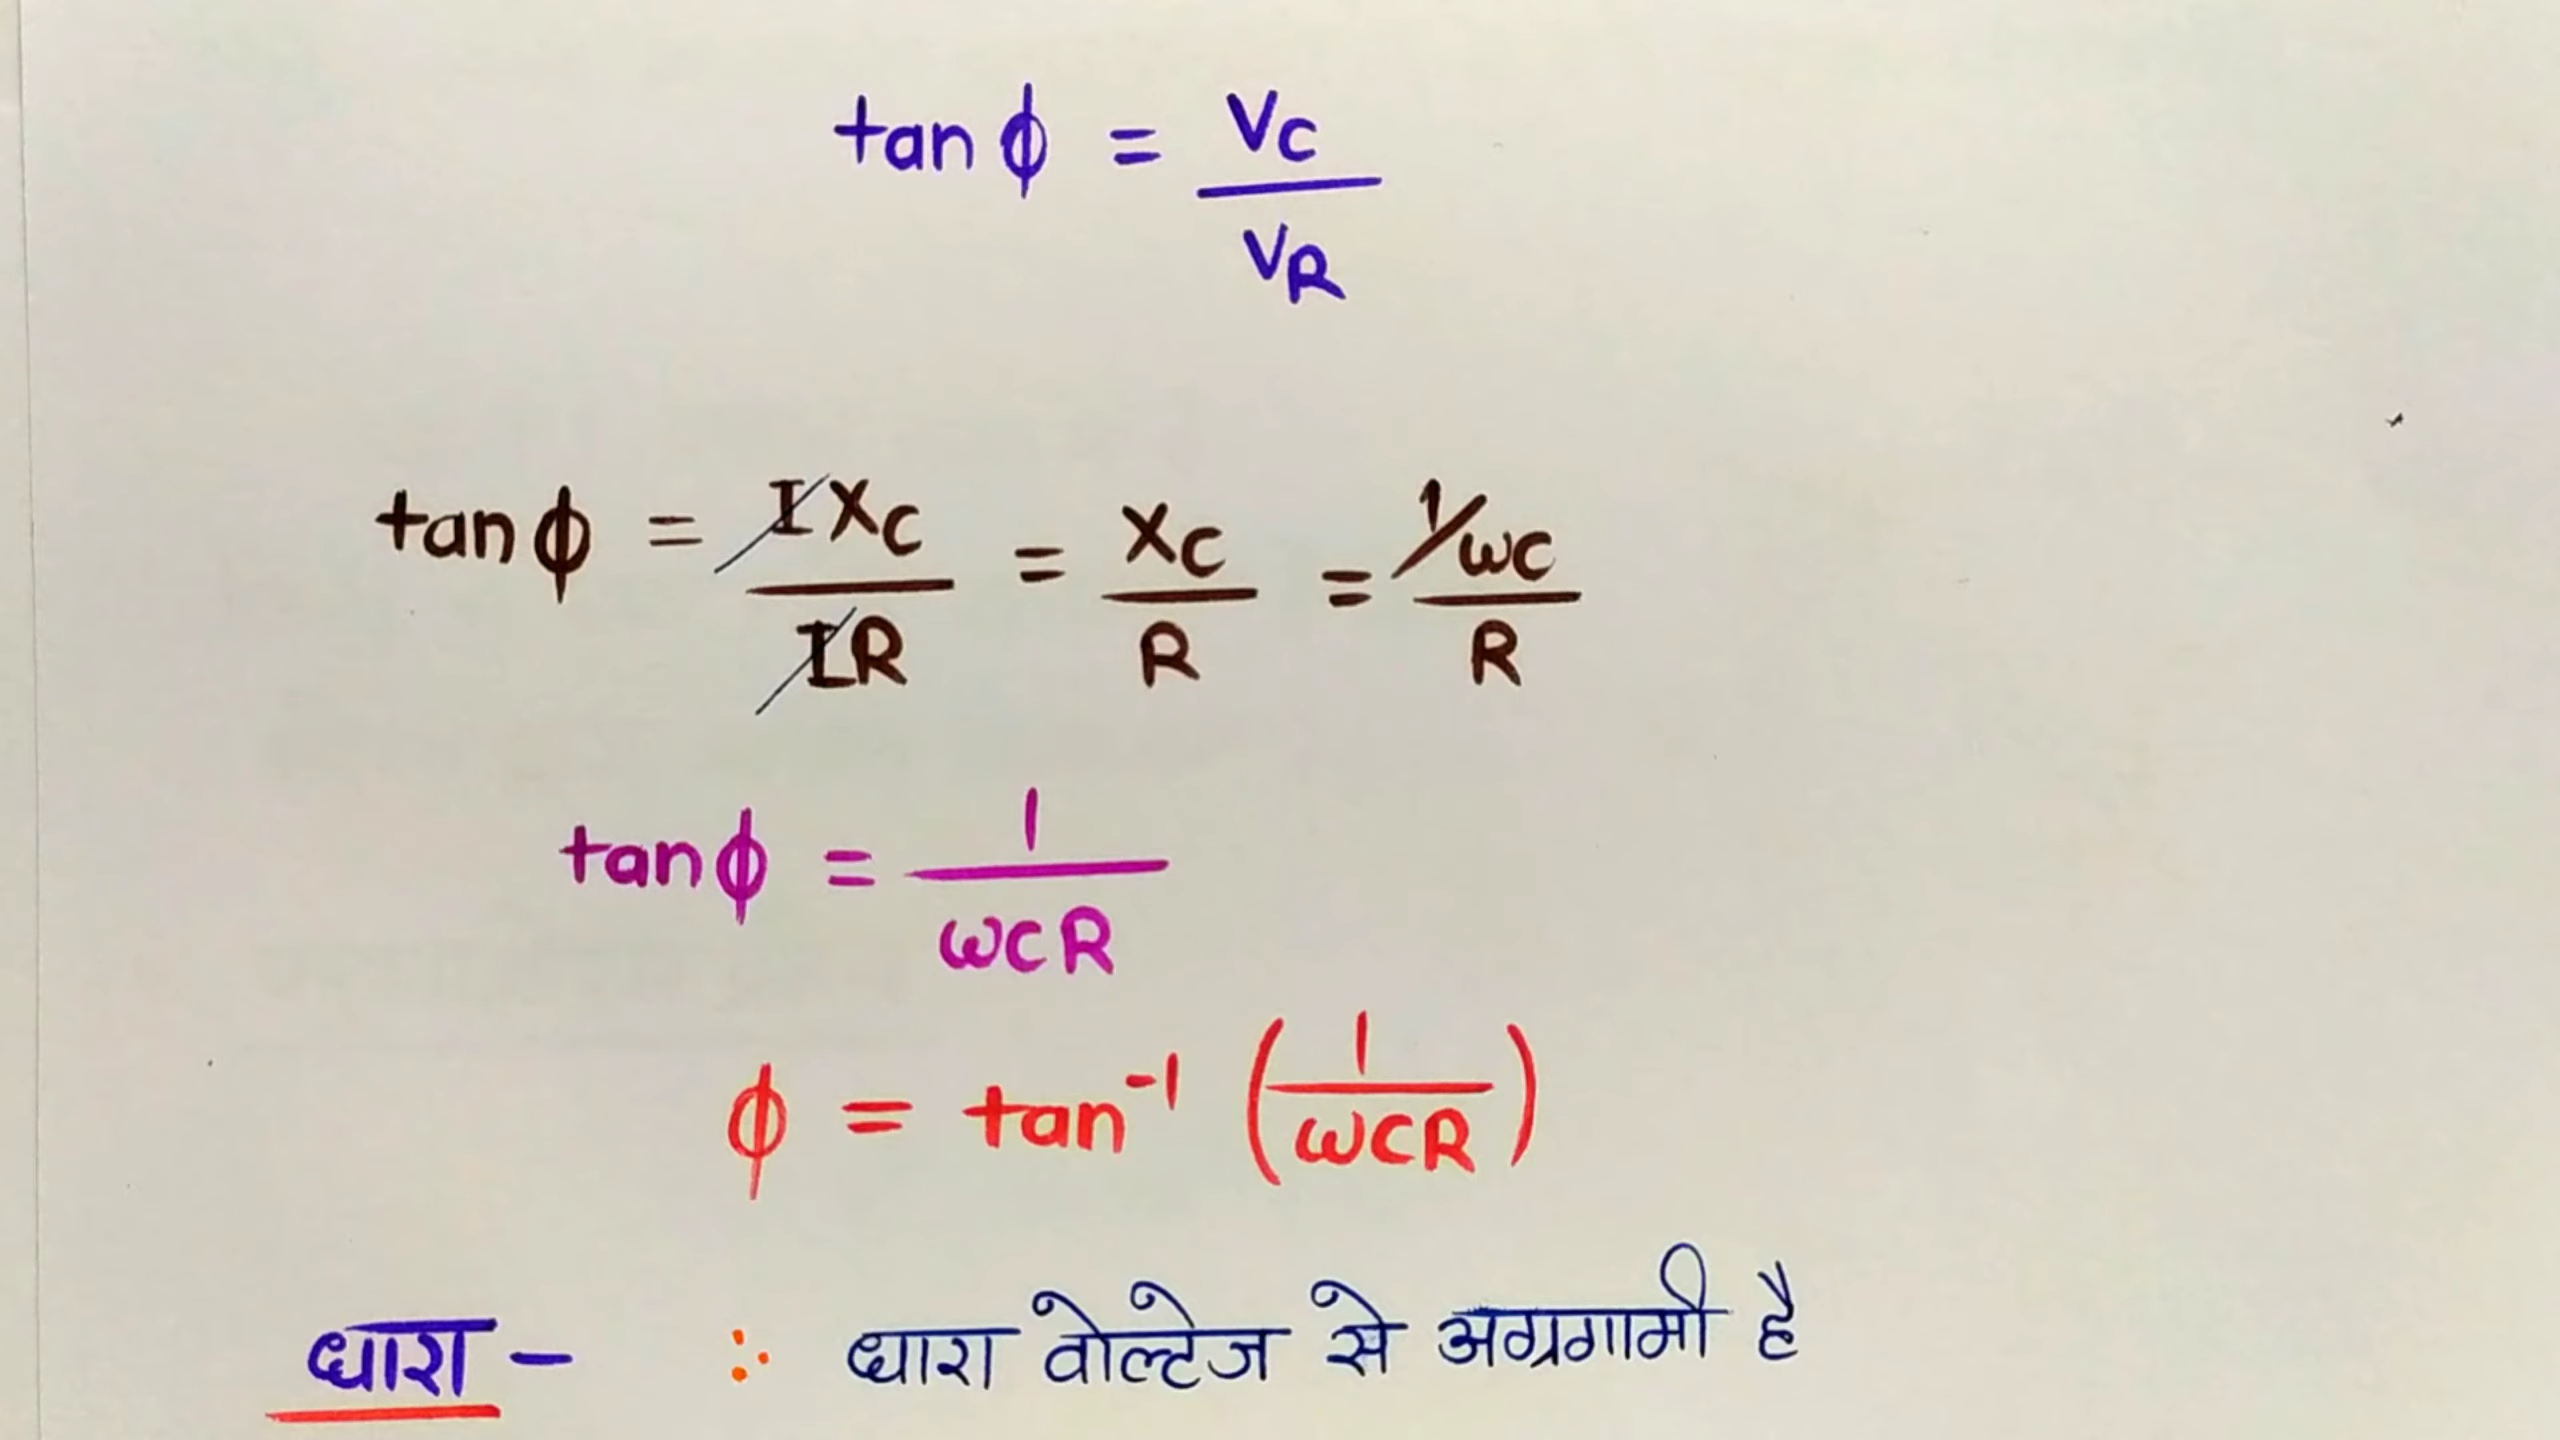 tan ϕ = VC / VR
tan ϕ = IXC / IR = XC / R = 1/ωC / R
tan ϕ = 1 / ωCR
ϕ = tan⁻¹ (1 / ωCR)
धारा – ∵ धारा वोल्टेज से अग्रगामी है